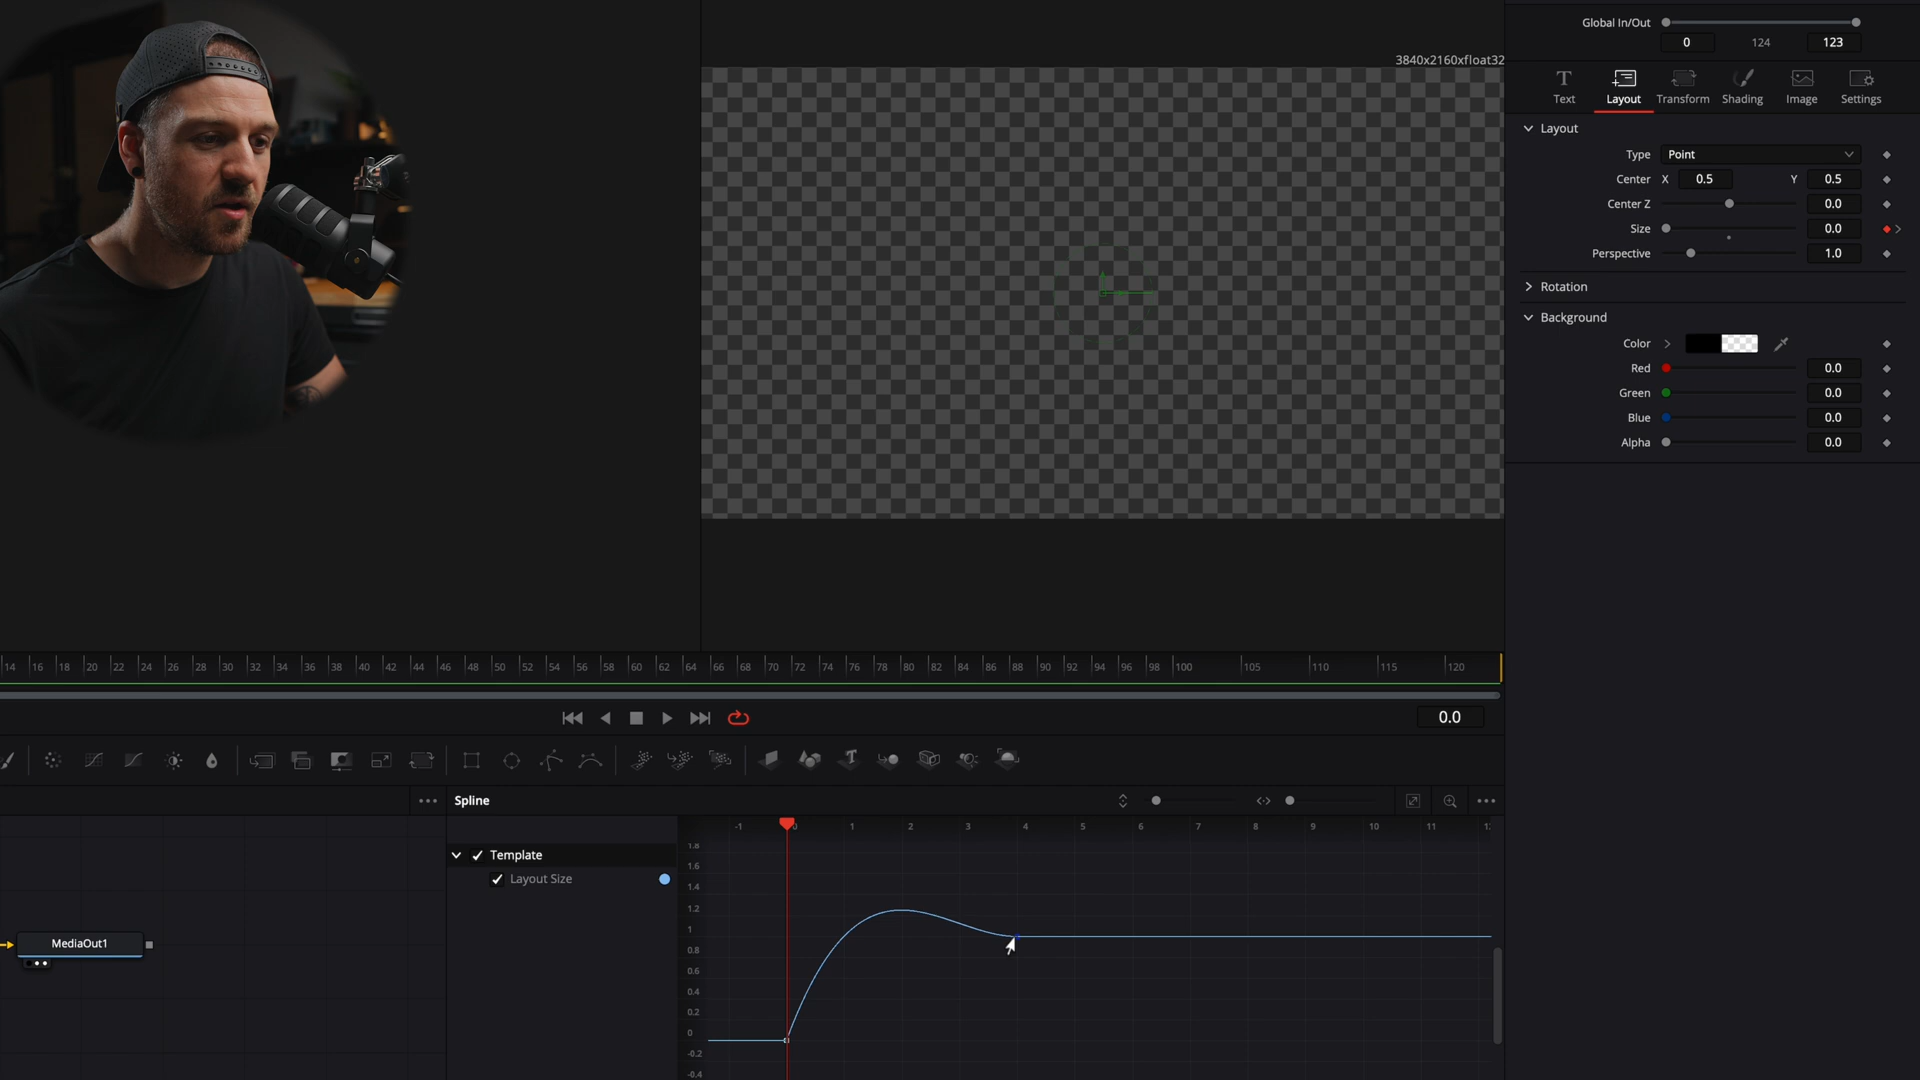 Global In/Out
0 124 123
3840x2160xfloat32
Text Layout Transform Shading Image Settings
Layout
Type Point
Center X 0.5 Y 0.5
Center Z 0.0
Size 0.0
Perspective 1.0
Rotation
Background
Color
Red 0.0
Green 0.0
Blue 0.0
Alpha 0.0
14 16 18 20 22 24 26 28 30 32 34 36 38 40 42 44 46 48 50 52 54 56 58 60 62 64 66 68 70 72 74 76 78 80 82 84 86 88 90 92 94 96 98 100 105 110 115 120
0.0
Spline
-1 0 1 2 3 4 5 6 7 8 9 10 11
Template
Layout Size
1.8
1.6
1.4
1.2
1
0.8
0.6
0.4
0.2
0
-0.2
-0.4
MediaOut1